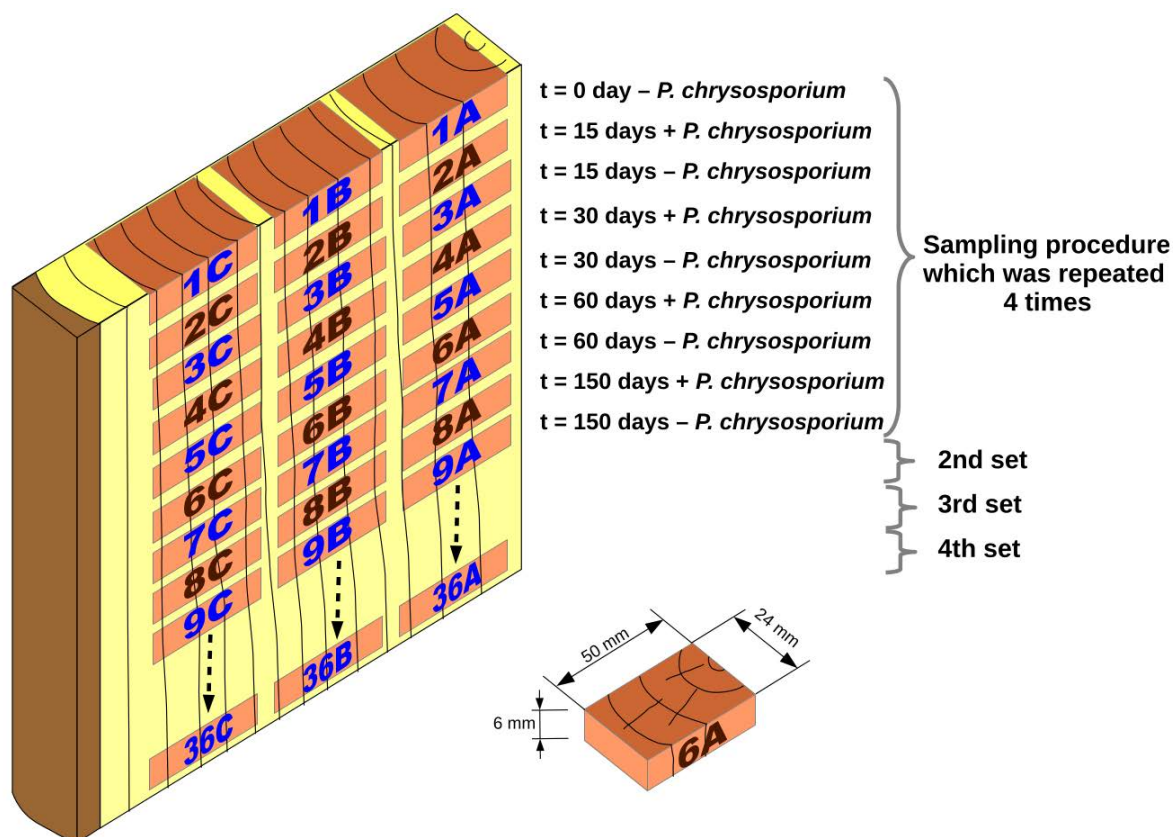 t = 0 day – P. chrysosporium
t = 15 days + P. chrysosporium
t = 15 days – P. chrysosporium
t = 30 days + P. chrysosporium
t = 30 days – P. chrysosporium
t = 60 days + P. chrysosporium
t = 60 days – P. chrysosporium
t = 150 days + P. chrysosporium
t = 150 days – P. chrysosporium
Sampling procedure
which was repeated
4 times
2nd set
3rd set
4th set
1A
2A
3A
4A
5A
6A
7A
8A
9A
36A
1B
2B
3B
4B
5B
6B
7B
8B
9B
36B
1C
2C
3C
4C
5C
6C
7C
8C
9C
36C
50 mm
24 mm
6 mm
6A